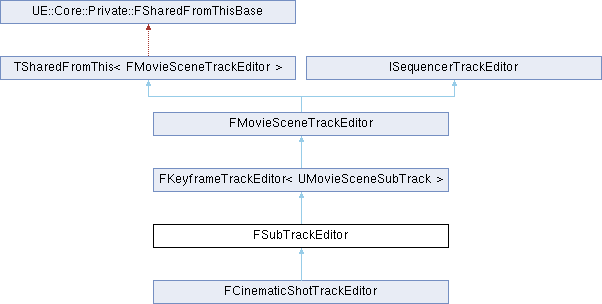 UE::Core::Private::FSharedFromThisBase
TSharedFromThis< FMovieSceneTrackEditor >
ISequencerTrackEditor
FMovieSceneTrackEditor
FKeyframeTrackEditor< UMovieSceneSubTrack >
FSubTrackEditor
FCinematicShotTrackEditor